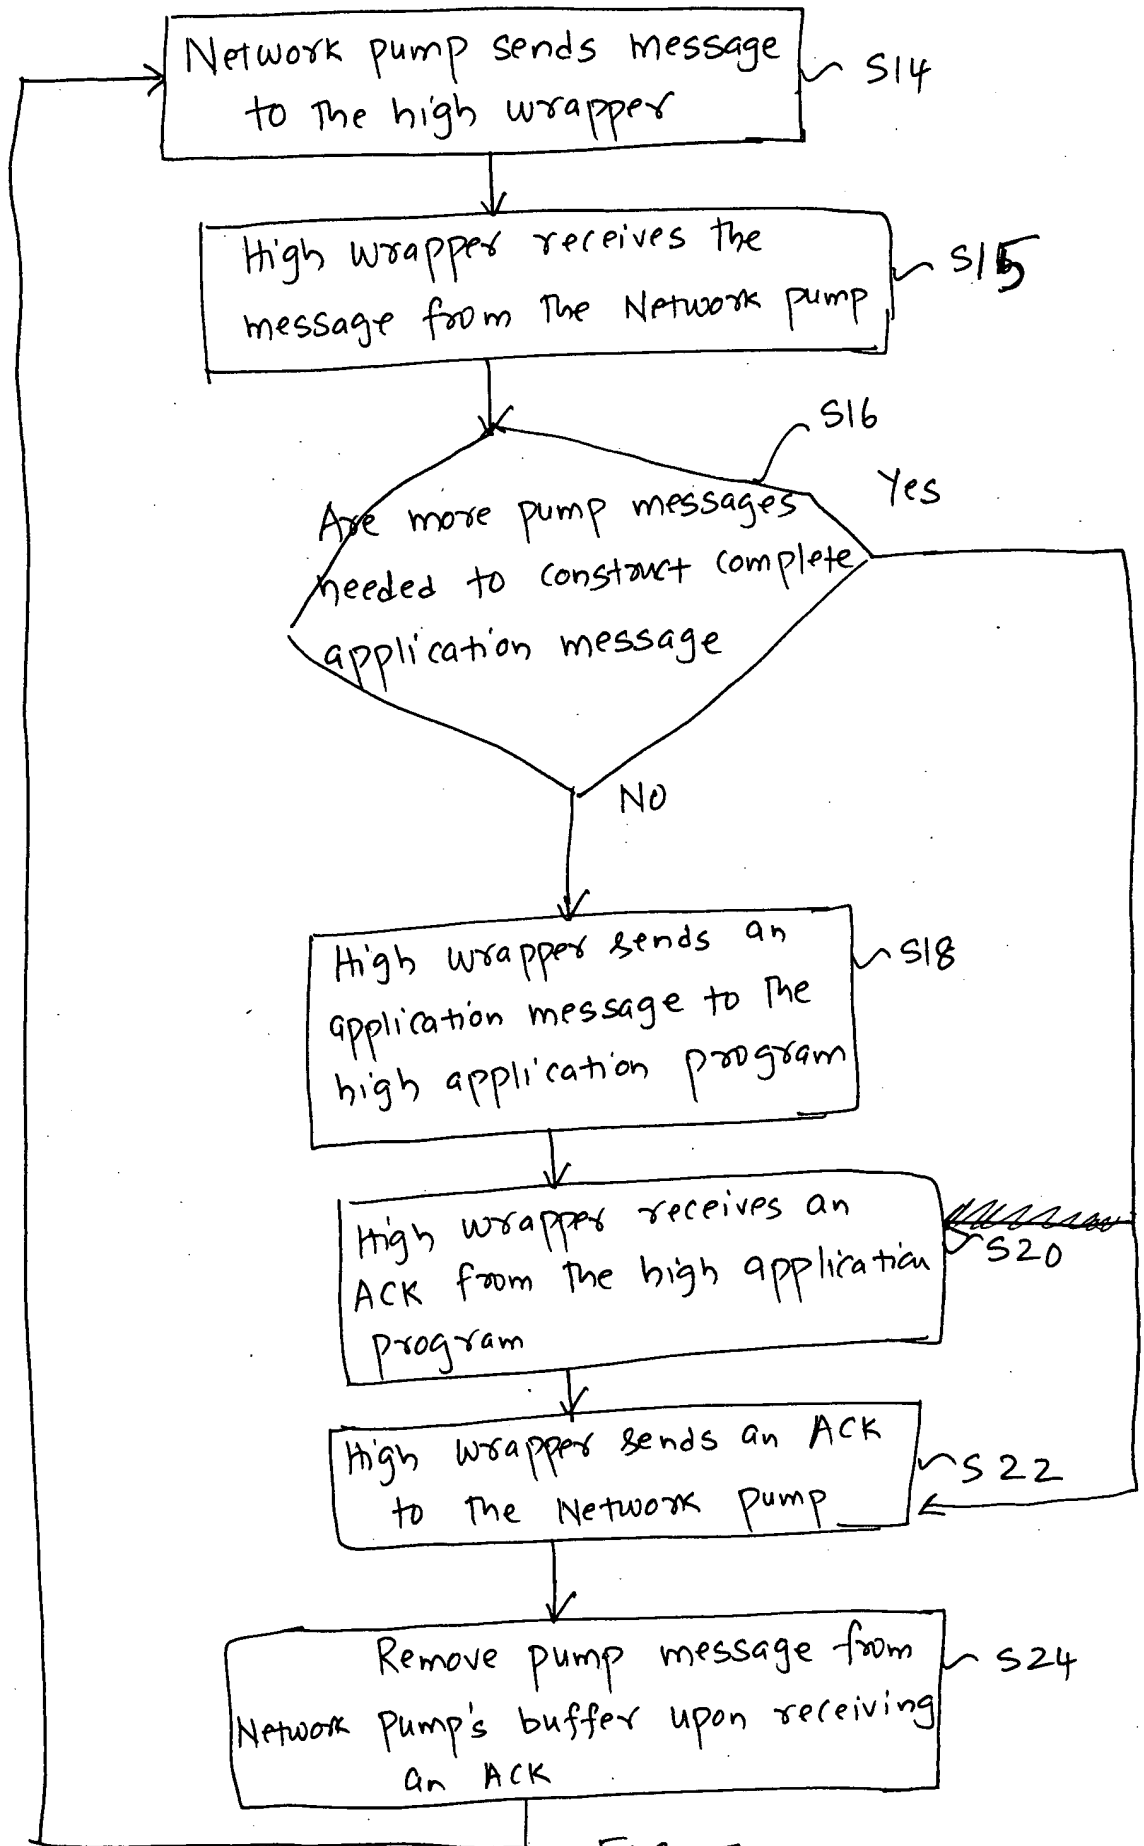 Network pump sends message
to the high wrapper
S14
High wrapper receives the
message from the Network pump
S15
S16
Are more pump messages
needed to construct complete
application message
Yes
NO
High wrapper sends an
application message to the
high application program
S18
High wrapper receives an
ACK from the high application
program
S20
High wrapper sends an ACK
to the Network pump
S22
Remove pump message from
Network pump's buffer upon receiving
an ACK
S24